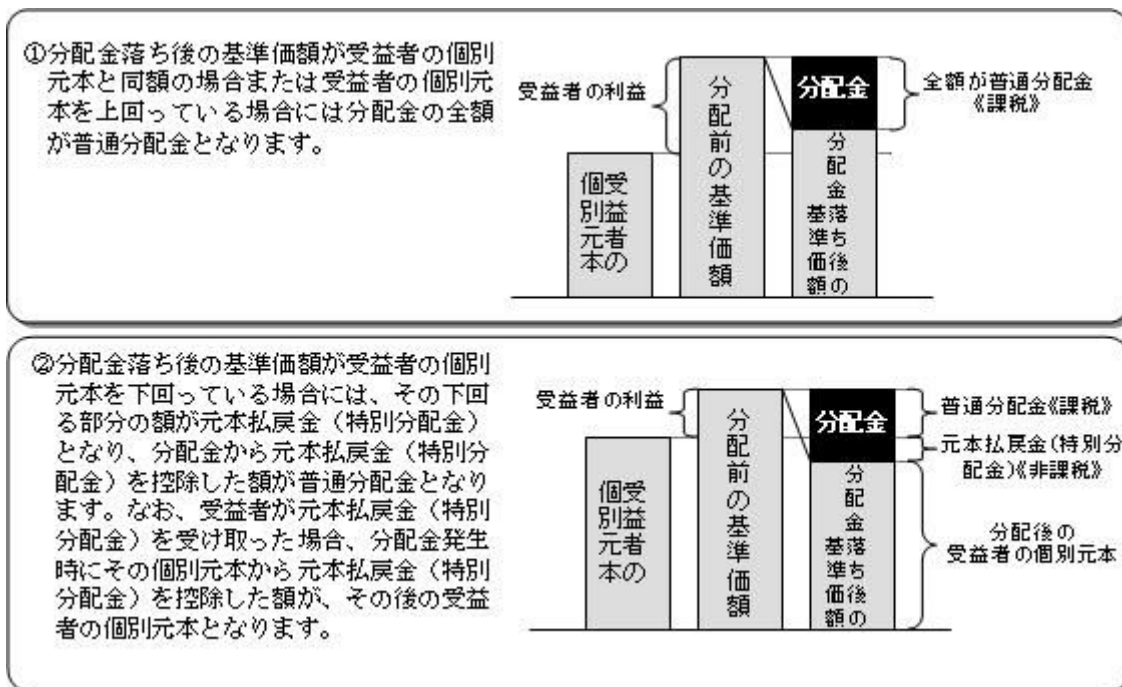 ①分配金落ち後の基準価額が受益者の個別
元本と同額の場合または受益者の個別元
本を上回っている場合には分配金の全額
が普通分配金となります。
受益者の利益
受益者の
個別元本
分配前の基準価額
分配金
分配金落ち後の
基準価額
全額が普通分配金
《課税》
②分配金落ち後の基準価額が受益者の個別
元本を下回っている場合には、その下回
る部分の額が元本払戻金（特別分配金）
となり、分配金から元本払戻金（特別分
配金）を控除した額が普通分配金となり
ます。なお、受益者が元本払戻金（特別
分配金）を受け取った場合、分配金発生
時にその個別元本から元本払戻金（特別
分配金）を控除した額が、その後の受益
者の個別元本となります。
受益者の利益
受益者の
個別元本
分配前の基準価額
分配金
分配金落ち後の
基準価額
普通分配金《課税》
元本払戻金（特別分
配金）《非課税》
分配後の
受益者の個別元本